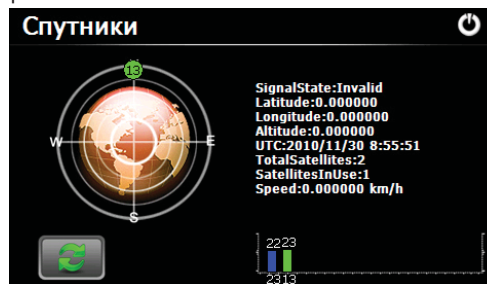 Спутники
13
W
E
S
SignalState:Invalid
Latitude:0.000000
Longitude:0.000000
Altitude:0.000000
UTC:2010/11/30 8:55:51
TotalSatellites:2
SatellitesInUse:1
Speed:0.000000 km/h
2223
2313